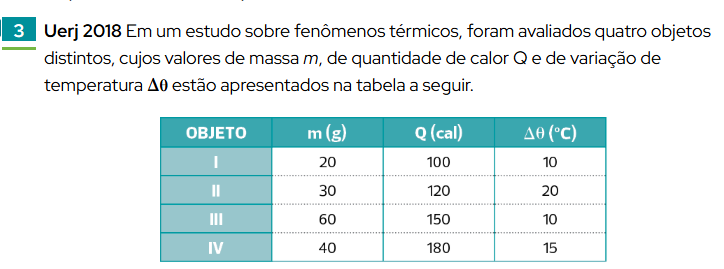 3 Uerj 2018 Em um estudo sobre fenômenos térmicos, foram avaliados quatro objetos
distintos, cujos valores de massa m, de quantidade de calor Q e de variação de
temperatura Δθ estão apresentados na tabela a seguir.
OBJETO m (g) Q (cal) Δθ (°C)
I 20 100 10
II 30 120 20
III 60 150 10
IV 40 180 15